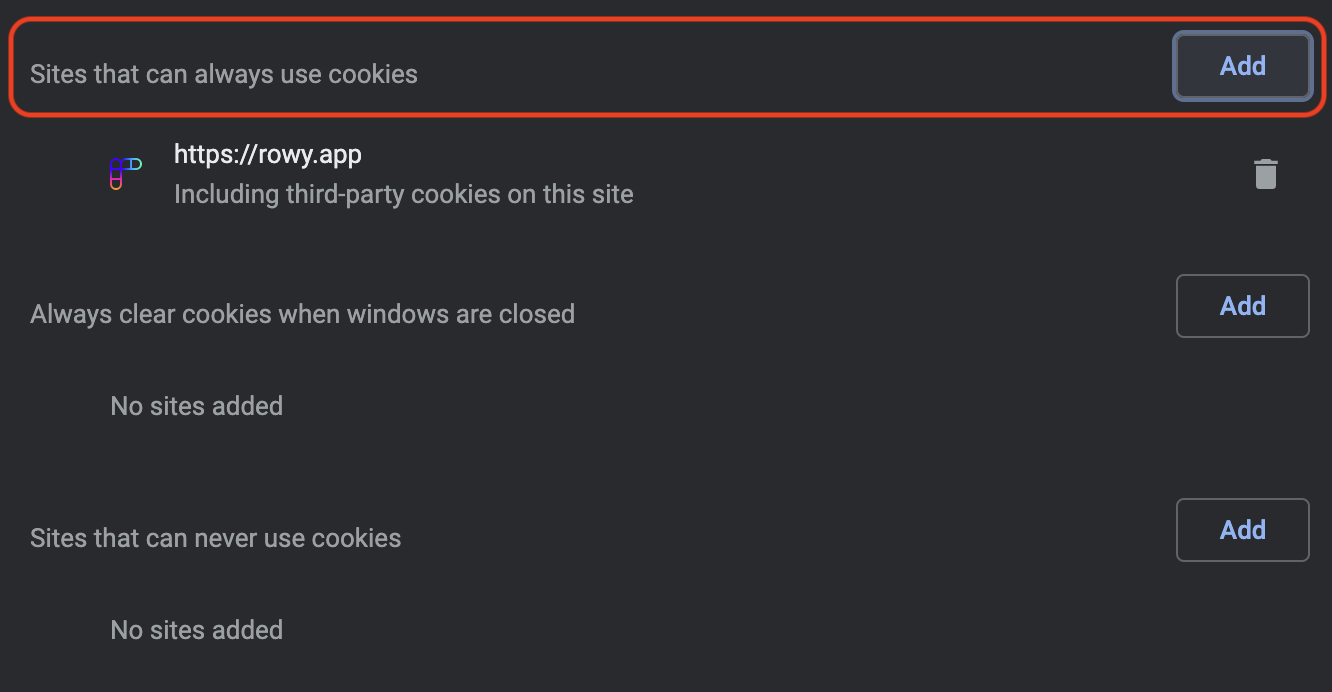 Sites that can always use cookies
Add
https://rowy.app
Including third-party cookies on this site
Always clear cookies when windows are closed
Add
No sites added
Sites that can never use cookies
Add
No sites added